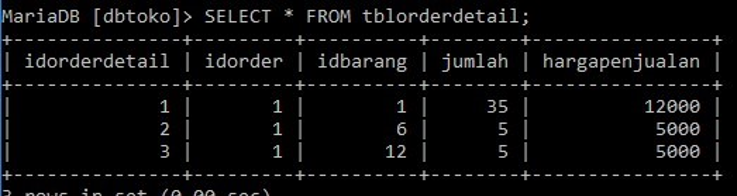 MariaDB [dbtoko]> SELECT * FROM tblorderdetail;
+---------------+---------+----------+--------+----------------+
| idorderdetail | idorder | idbarang | jumlah | hargapenjualan |
+---------------+---------+----------+--------+----------------+
|             1 |       1 |        1 |     35 |          12000 |
|             2 |       1 |        6 |      5 |           5000 |
|             3 |       1 |       12 |      5 |           5000 |
+---------------+---------+----------+--------+----------------+
3 rows in set (0.00 sec)